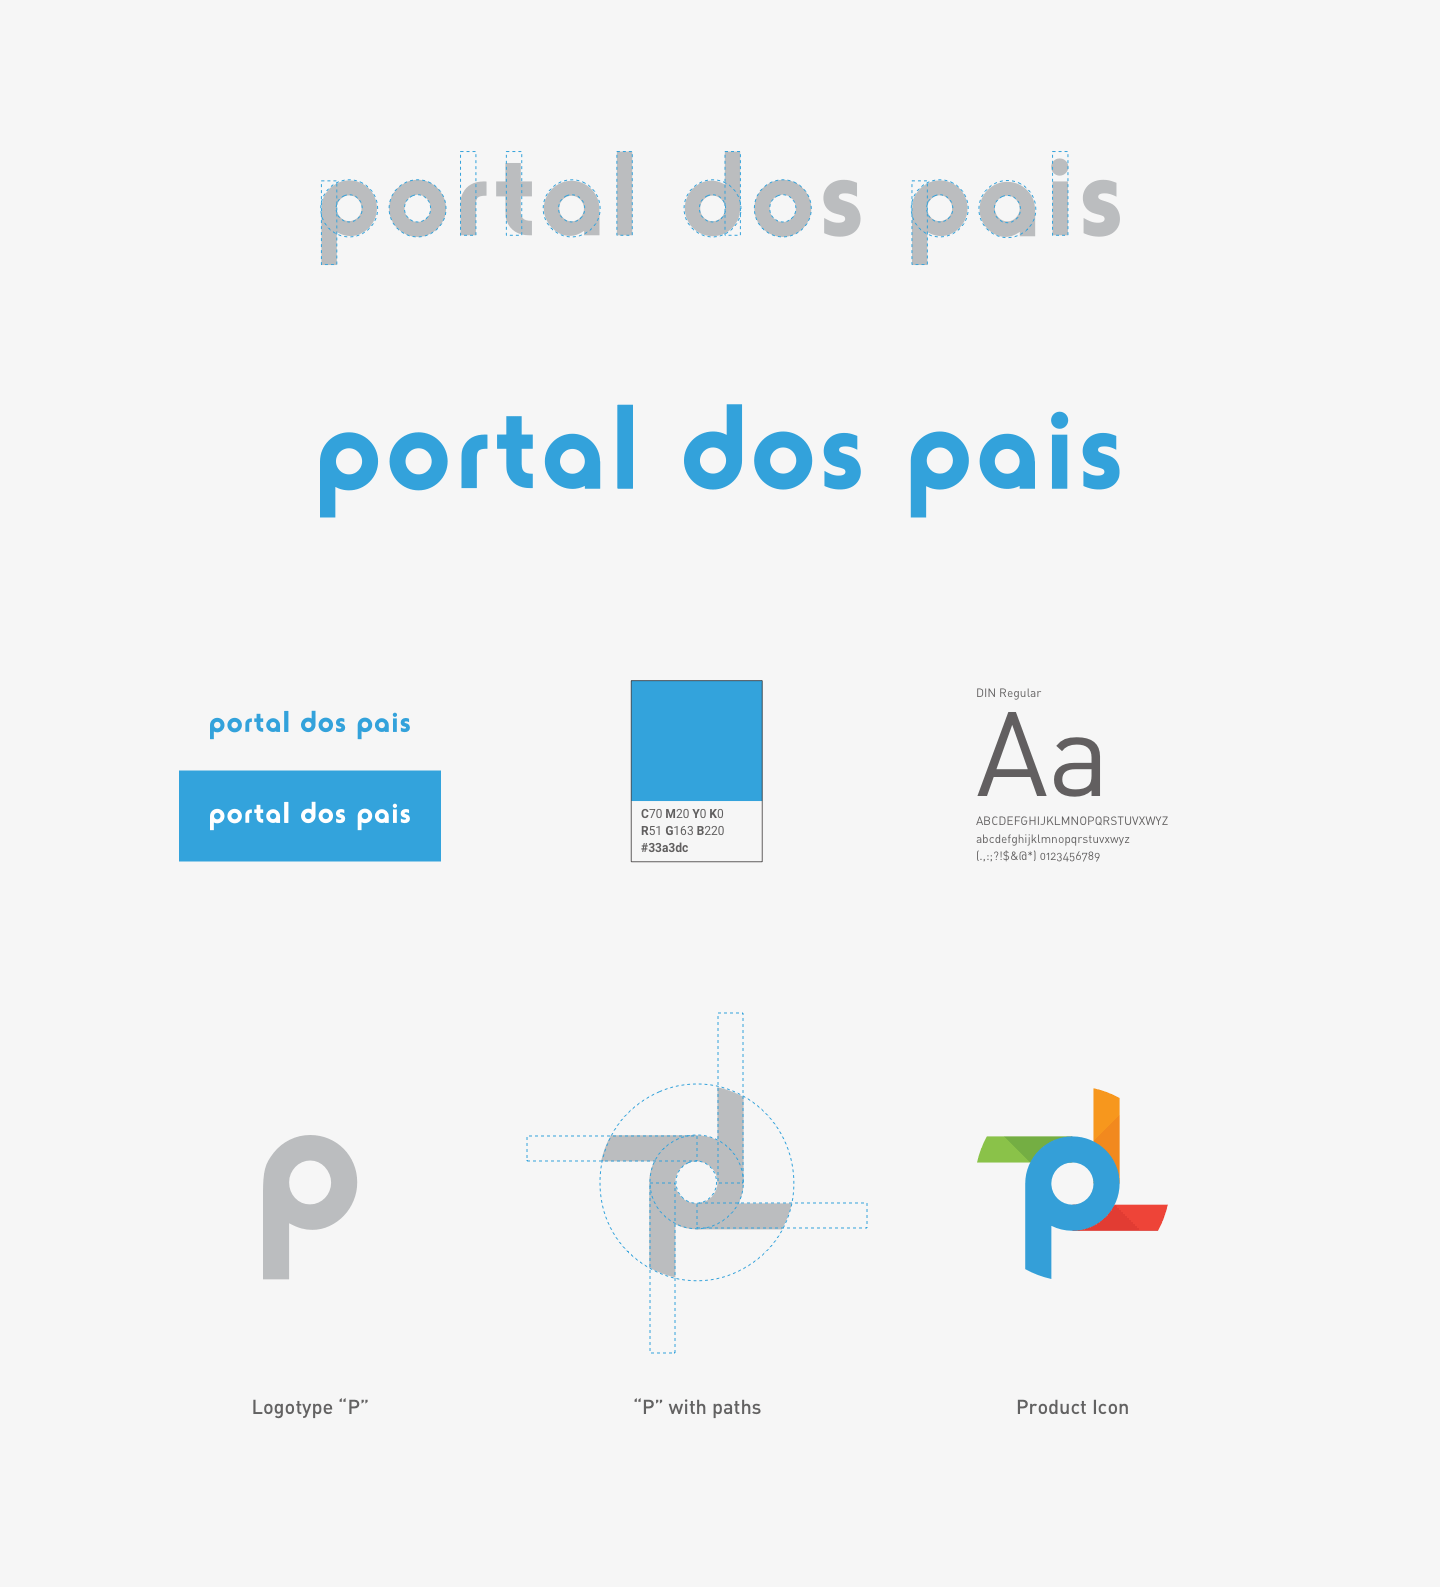 portal dos pais
portal dos pais
portal dos pais
portal dos pais
C70 M20 Y0 K0
R51 G163 B220
#33a3dc
DIN Regular
Aa
ABCDEFGHIJKLMNOPQRSTUVXWYZ
abcdefghijklmnopqrstuvxwyz
(.,:;?!$&@*) 0123456789
p
p
p
Logotype “P”
“P” with paths
Product Icon